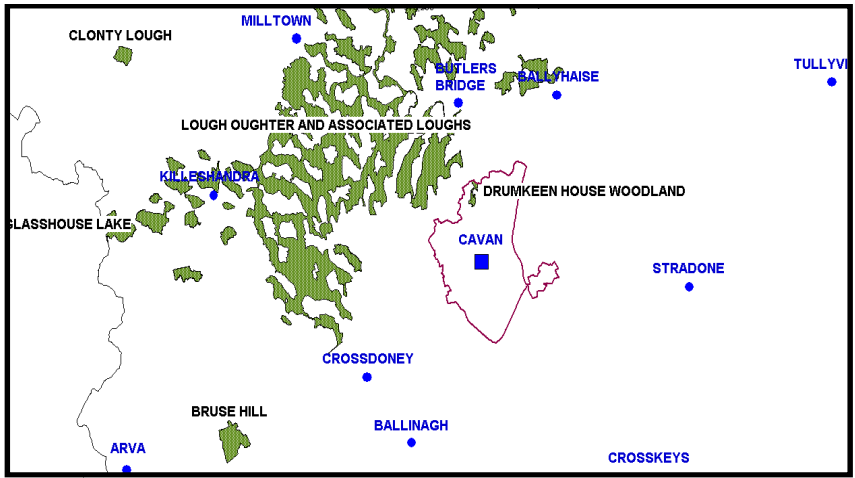 MILLTOWN
CLONTY LOUGH
TULLYVI
BUTLERS
BRIDGE
BALLYHAISE
LOUGH OUGHTER AND ASSOCIATED LOUGHS
KILLESHANDRA
DRUMKEEN HOUSE WOODLAND
GLASSHOUSE LAKE
CAVAN
STRADONE
CROSSDONEY
BRUSE HILL
BALLINAGH
ARVA
CROSSKEYS